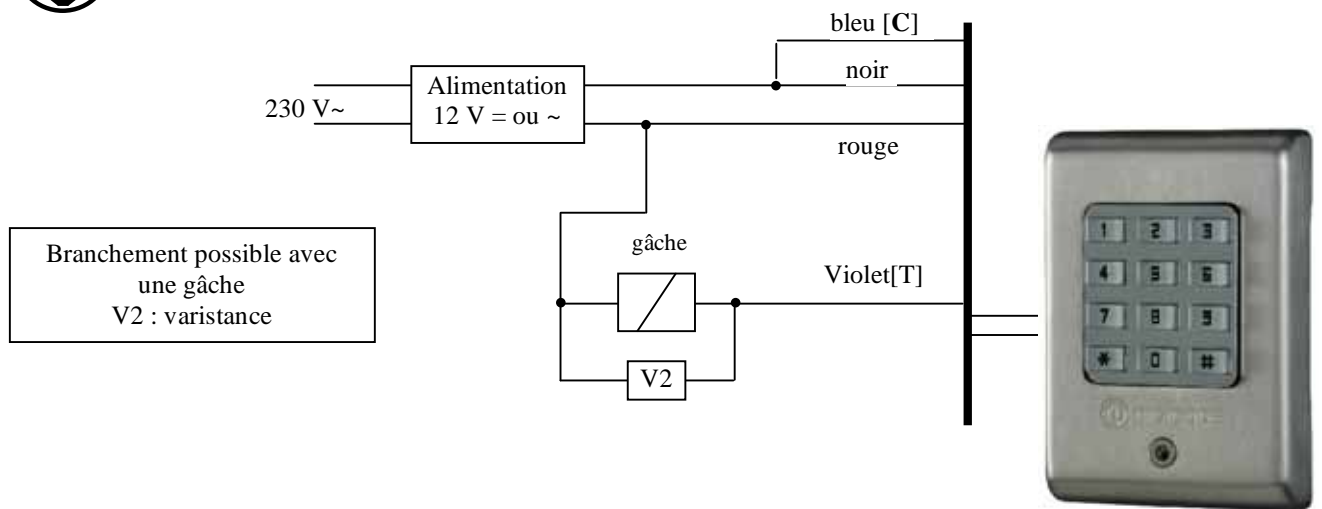 bleu [C]
noir
Alimentation
12 V = ou ~
230 V~
rouge
gâche
Branchement possible avec
une gâche
V2 : varistance
Violet[T]
V2
1 2 3
4 5 6
7 8 9
* 0 #